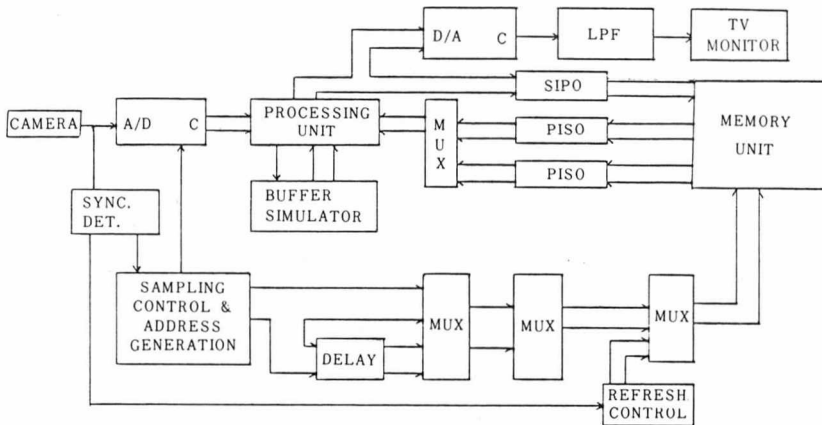 D/A C
LPF
TV
MONITOR
SIPO
CAMERA
A/D C
PROCESSING
UNIT
MUX
PISO
MEMORY
UNIT
PISO
BUFFER
SIMULATOR
SYNC.
DET.
SAMPLING
CONTROL &
ADDRESS
GENERATION
MUX
MUX
MUX
DELAY
REFRESH
CONTROL